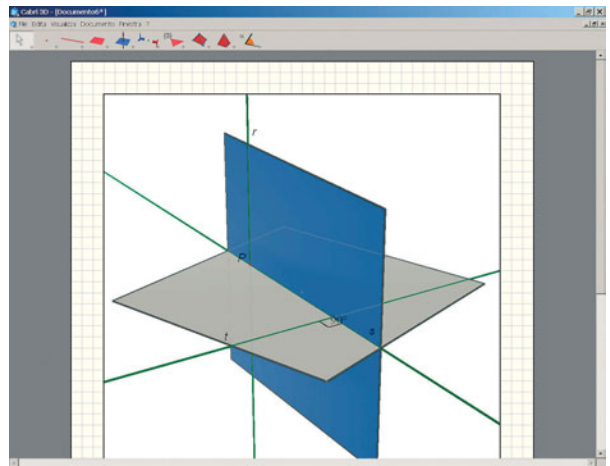 Cabri 3D - [Documento6*]
File Edita Visualizza Documento Finestra ?
r
P
t
s